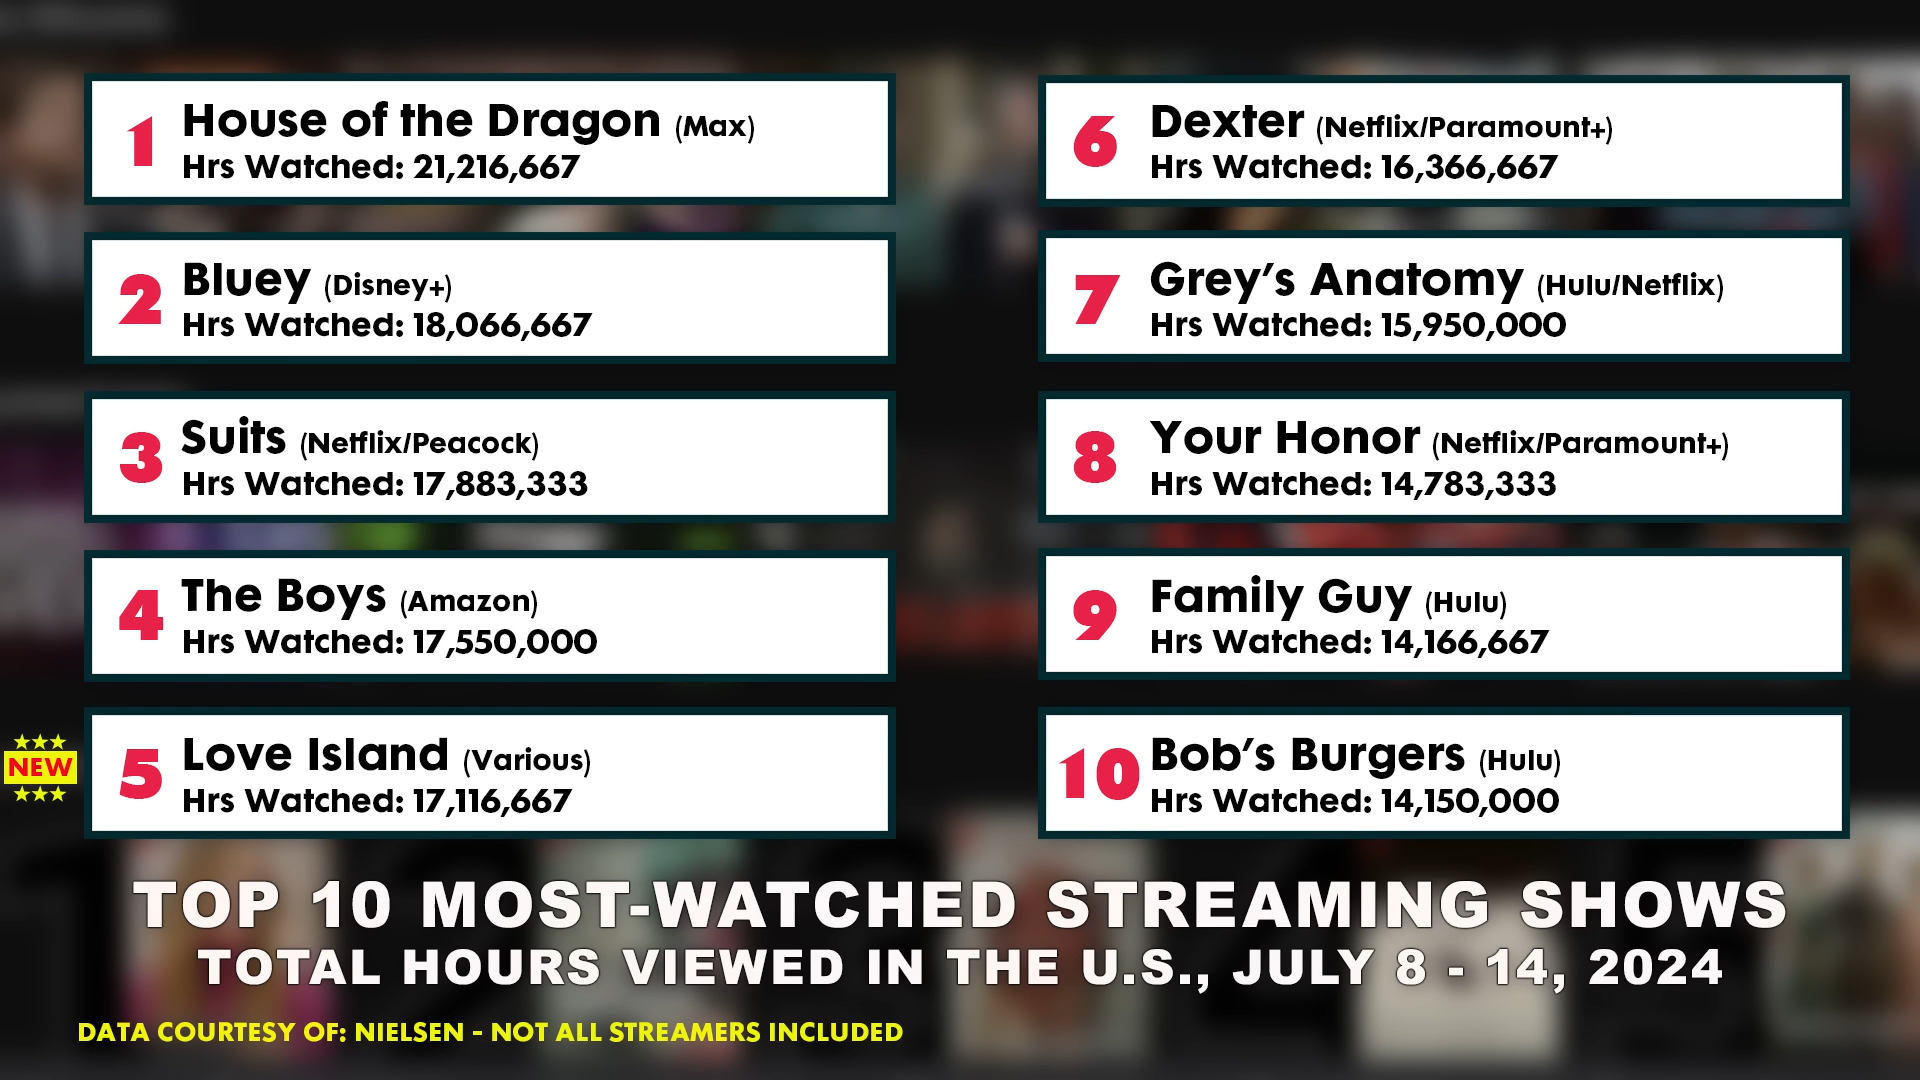 1
House of the Dragon (Max)
Hrs Watched: 21,216,667
2
Bluey (Disney+)
Hrs Watched: 18,066,667
3
Suits (Netflix/Peacock)
Hrs Watched: 17,883,333
4
The Boys (Amazon)
Hrs Watched: 17,550,000
NEW
5
Love Island (Various)
Hrs Watched: 17,116,667
6
Dexter (Netflix/Paramount+)
Hrs Watched: 16,366,667
7
Grey's Anatomy (Hulu/Netflix)
Hrs Watched: 15,950,000
8
Your Honor (Netflix/Paramount+)
Hrs Watched: 14,783,333
9
Family Guy (Hulu)
Hrs Watched: 14,166,667
10
Bob's Burgers (Hulu)
Hrs Watched: 14,150,000
TOP 10 MOST-WATCHED STREAMING SHOWS
TOTAL HOURS VIEWED IN THE U.S., JULY 8 - 14, 2024
DATA COURTESY OF: NIELSEN - NOT ALL STREAMERS INCLUDED